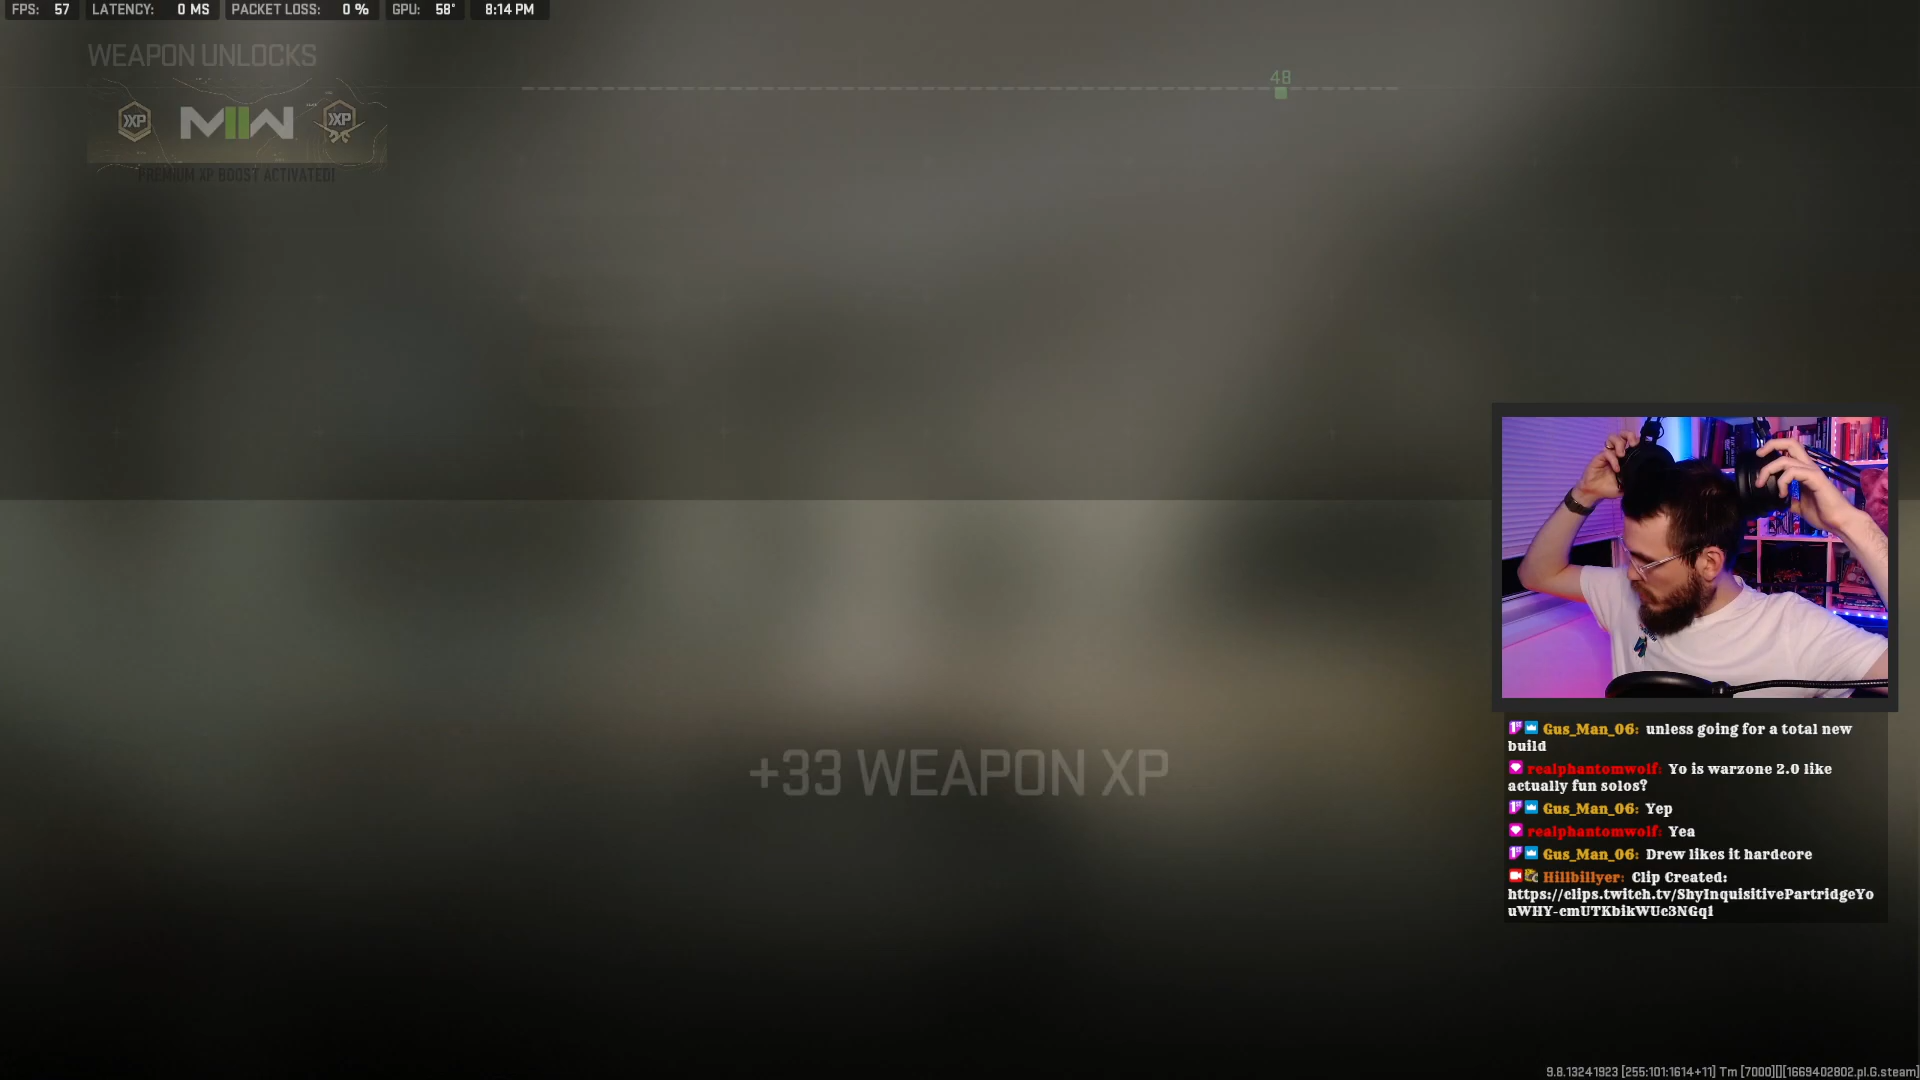 FPS: 57 LATENCY: 0 MS PACKET LOSS: 0 % GPU: 58° 8:14 PM
WEAPON UNLOCKS
48
XP MWII XP
PREMIUM XP BOOST ACTIVATED!
+33 WEAPON XP
Gus_Man_06: unless going for a total new
build
realphantomwolf: Yo is warzone 2.0 like
actually fun solos?
Gus_Man_06: Yep
realphantomwolf: Yea
Gus_Man_06: Drew likes it hardcore
Hillbillyer: Clip Created:
https://clips.twitch.tv/ShyInquisitivePartridgeYo
uWHY-cmUTKbikWUc3NGq1
9.8.13241923 [255:101:1614+11] Tm [7000][][1669402802.pl.G.steam]